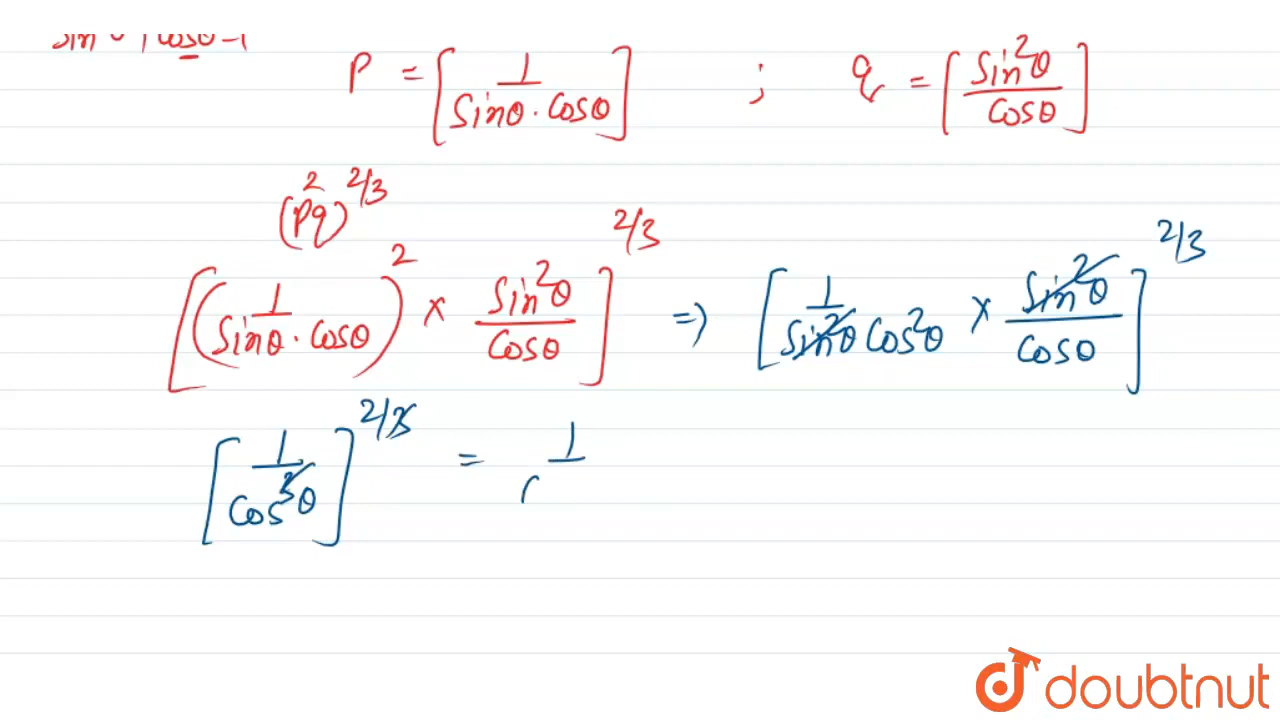 P = [1/(Sinθ · Cosθ)] ; q = [Sin²θ/Cosθ]
(P²q)^2/3
[(1/(Sinθ · Cosθ))² × Sin²θ/Cosθ]^2/3 ⇒ [1/(Sin²θ Cos²θ) × Sin²θ/Cosθ]^2/3
[1/Cos³θ]^2/3 = 1/
doubtnut